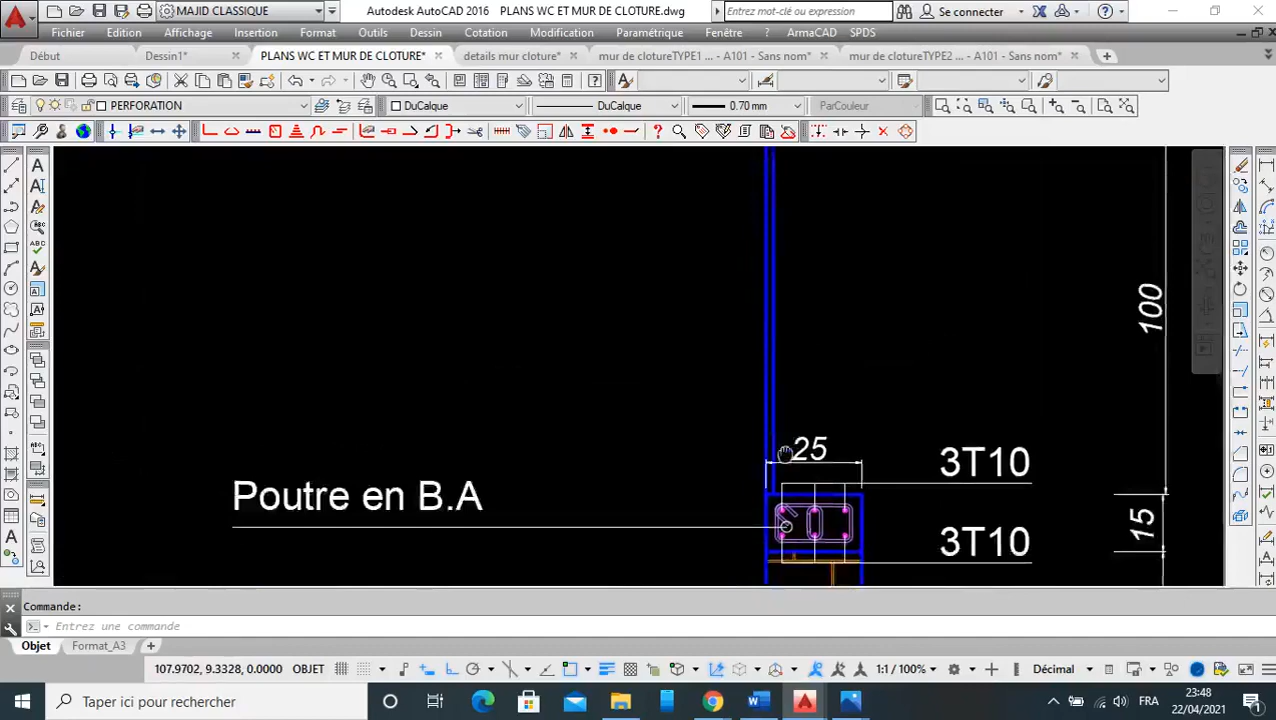 MAJID CLASSIQUE
Autodesk AutoCAD 2016 PLANS WC ET MUR DE CLOTURE.dwg
Entrez mot-clé ou expression
Se connecter
Fichier Edition Affichage Insertion Format Outils Dessin Cotation Modification Paramétrique Fenêtre ? ArmaCAD SPDS
Début
Dessin1*
PLANS WC ET MUR DE CLOTURE*
details mur cloture*
mur de clotureTYPE1 ... - A101 - Sans nom*
mur de clotureTYPE2 ... - A101 - Sans nom*
PERFORATION
DuCalque
DuCalque
0.70 mm
ParCouleur
100
25
3T10
Poutre en B.A
15
3T10
Commande:
Entrez une commande
Objet
Format_A3
107.9702, 9.3328, 0.0000
OBJET
1:1 / 100%
Décimal
Taper ici pour rechercher
FRA
23:48
22/04/2021